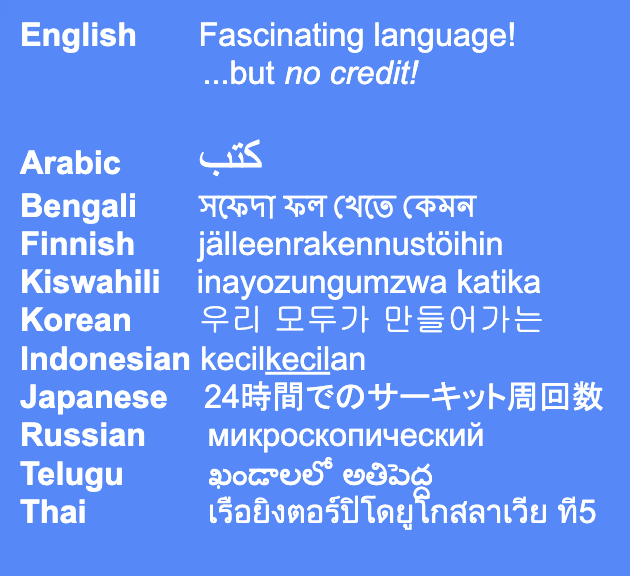 English Fascinating language!
...but no credit!
Arabic كتب
Bengali সফেদা ফল খেতে কেমন
Finnish jälleenrakennustöihin
Kiswahili inayozungumzwa katika
Korean 우리 모두가 만들어가는
Indonesian kecilkecilan
Japanese 24時間でのサーキット周回数
Russian микроскопический
Telugu ఖండాలలో అతిపెద్ద
Thai เรือยิงตอร์ปิโดยูโกสลาเวีย ที5